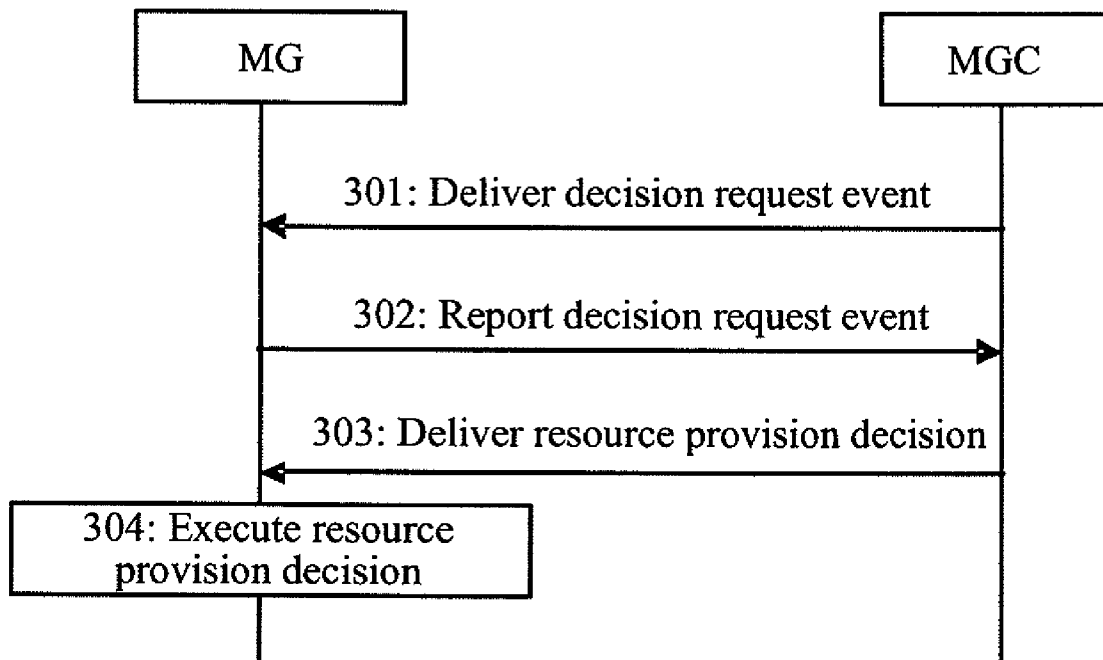 MG
MGC
301: Deliver decision request event
302: Report decision request event
303: Deliver resource provision decision
304: Execute resource
provision decision